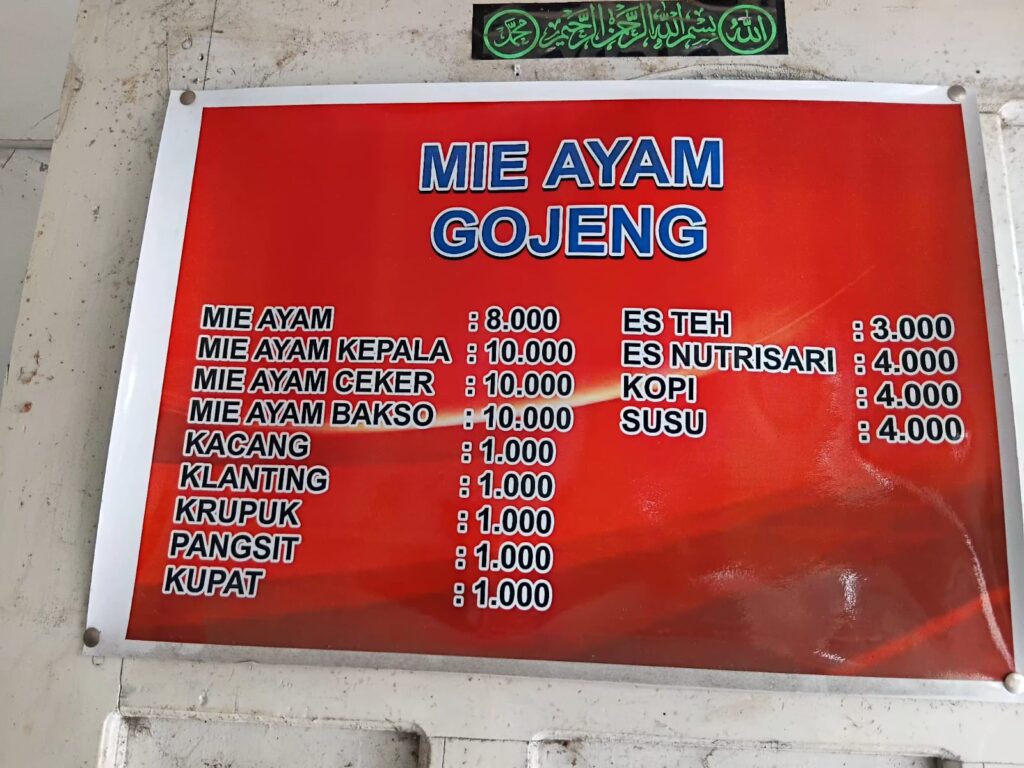 الله بسم الله الرحمن الرحيم محمد
MIE AYAM
GOJENG
MIE AYAM : 8.000
MIE AYAM KEPALA : 10.000
MIE AYAM CEKER : 10.000
MIE AYAM BAKSO : 10.000
KACANG : 1.000
KLANTING : 1.000
KRUPUK : 1.000
PANGSIT : 1.000
KUPAT : 1.000
ES TEH : 3.000
ES NUTRISARI : 4.000
KOPI : 4.000
SUSU : 4.000